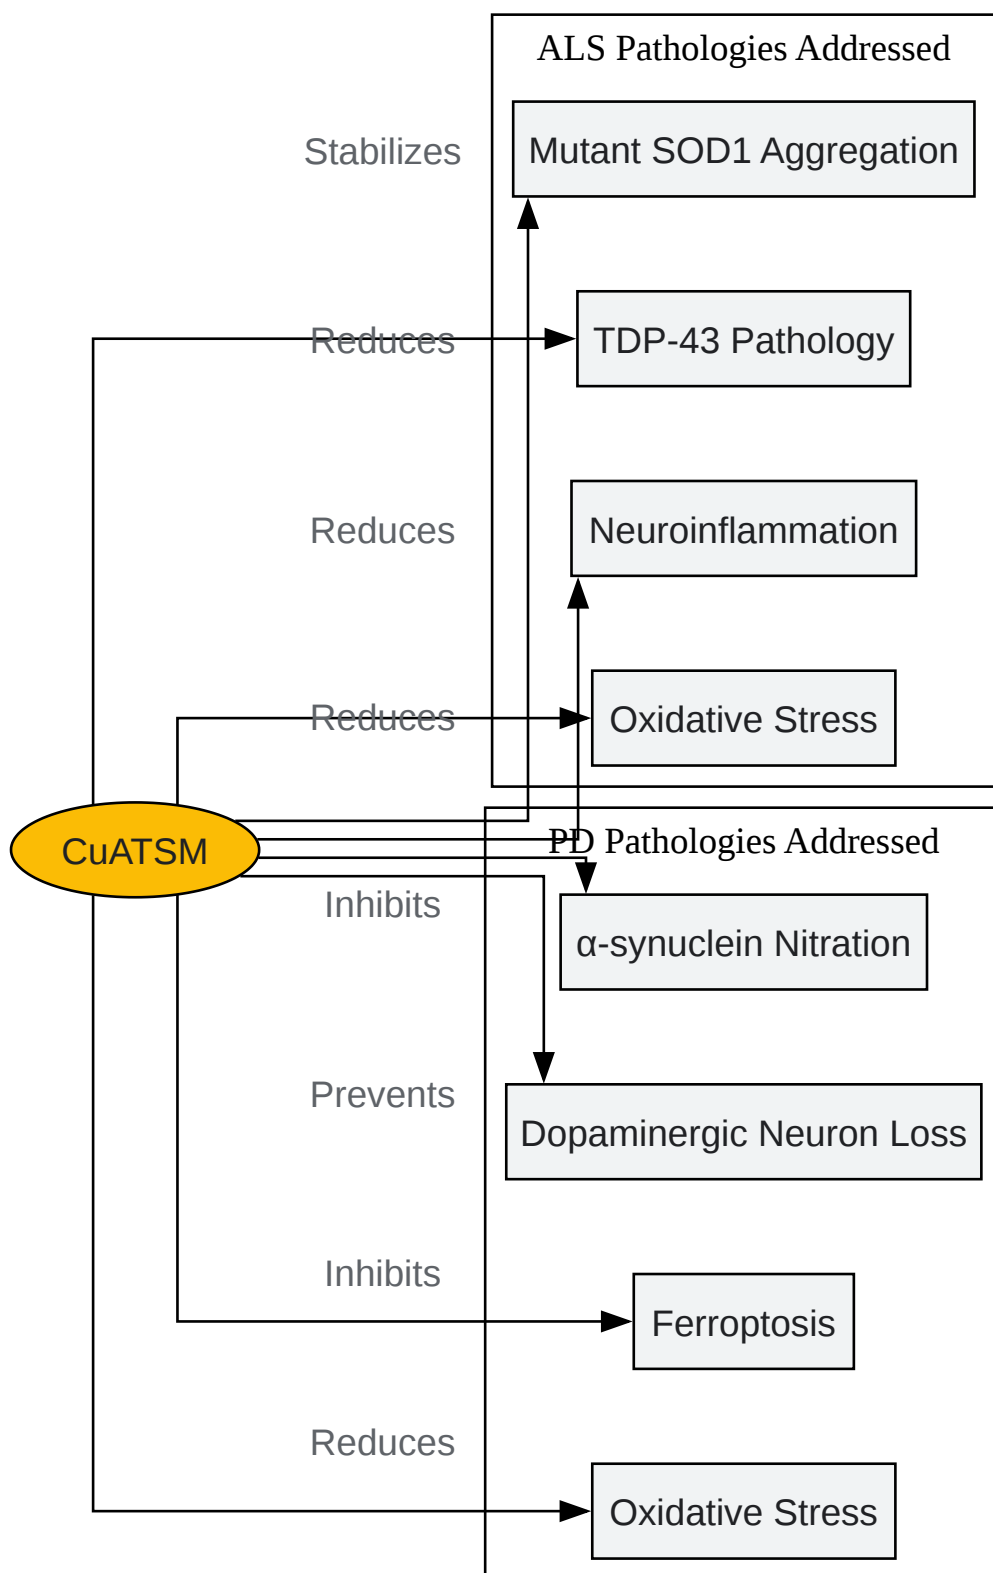 ALS Pathologies Addressed
Stabilizes
Mutant SOD1 Aggregation
Reduces
TDP-43 Pathology
Reduces
Neuroinflammation
Reduces
Oxidative Stress
CuATSM
PD Pathologies Addressed
Inhibits
α-synuclein Nitration
Prevents
Dopaminergic Neuron Loss
Inhibits
Ferroptosis
Reduces
Oxidative Stress